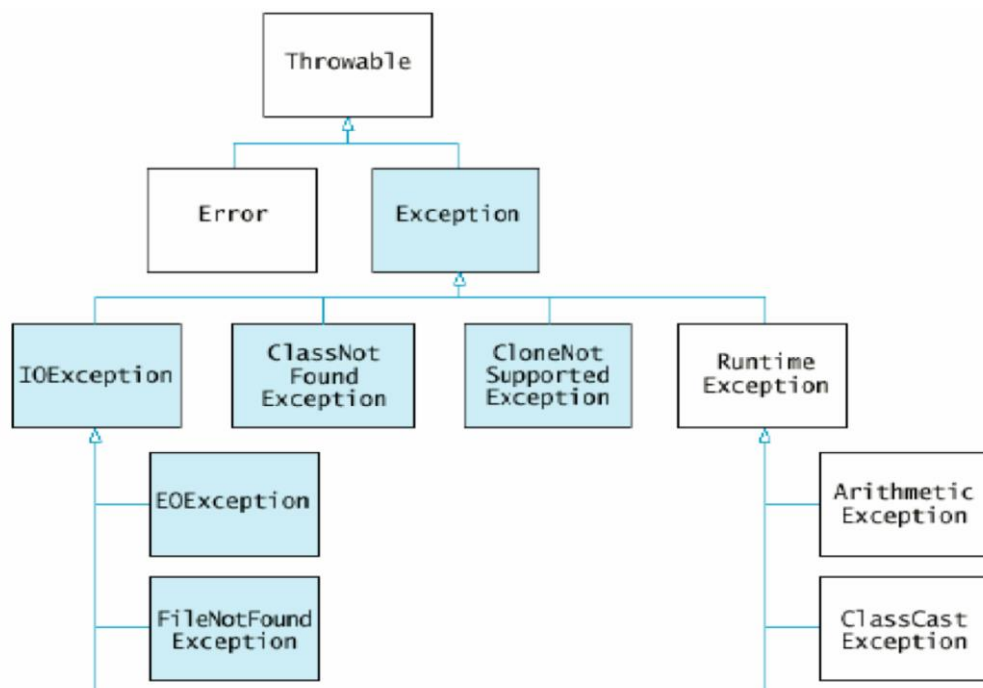 Throwable
Error
Exception
IOException
ClassNot
Found
Exception
CloneNot
Supported
Exception
Runtime
Exception
EOException
Arithmetic
Exception
FileNotFound
Exception
ClassCast
Exception